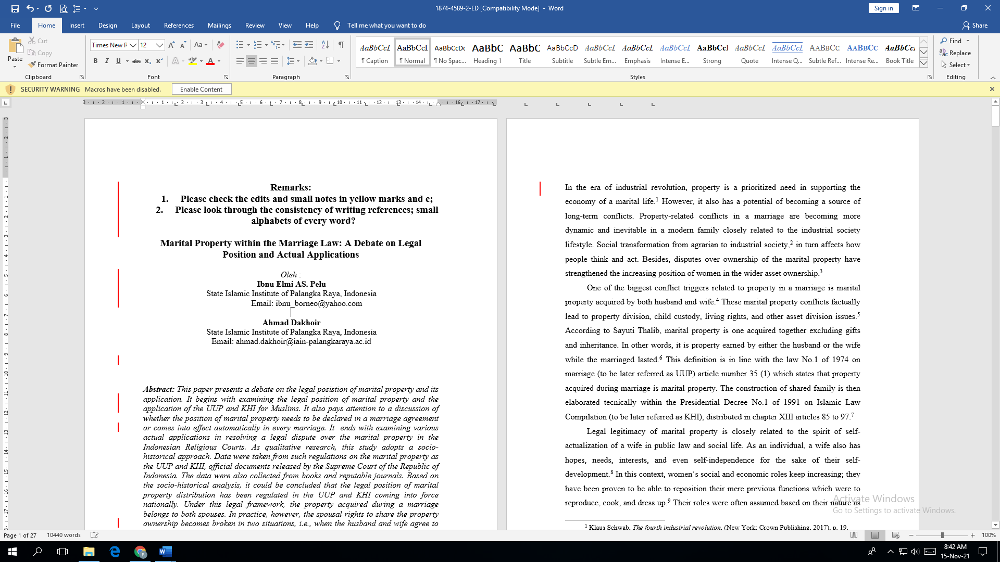 1874-4589-2-ED [Compatibility Mode] - Word
Sign in
File Home Insert Design Layout References Mailings Review View Help Tell me what you want to do
Share
Paste
Cut
Copy
Format Painter
Clipboard
Times New R 12
Font
Paragraph
AaBbCcL AaBbCcI AaBbCcDc AaBbC AaBbC AaBbCcD AaBbCcL AaBbCcL AaBbCcL AaBbCcI AaBbCcL AaBbCcL AABBCC AABBCC AaBbCcL
¶ Caption ¶ Normal ¶ No Spac... Heading 1 Title Subtitle Subtle Em... Emphasis Intense E... Strong Quote Intense Q... Subtle Ref... Intense Re... Book Title
Styles
Find
Replace
Select
Editing
SECURITY WARNING Macros have been disabled. Enable Content
Remarks:
1. Please check the edits and small notes in yellow marks and e;
2. Please look through the consistency of writing references; small
alphabets of every word?
Marital Property within the Marriage Law: A Debate on Legal
Position and Actual Applications
Oleh :
Ibnu Elmi AS. Pelu
State Islamic Institute of Palangka Raya, Indonesia
Email: ibnu_borneo@yahoo.com
Ahmad Dakhoir
State Islamic Institute of Palangka Raya, Indonesia
Email: ahmad.dakhoir@iain-palangkaraya.ac.id
Abstract: This paper presents a debate on the legal posistion of marital property and its
application. It begins with examining the legal position of marital property and the
application of the UUP and KHI for Muslims. It also pays attention to a discussion of
whether the position of marital property needs to be declared in a marriage agreement
or comes into effect automatically in every marriage. It ends with examining various
actual applications in resolving a legal dispute over the marital property in the
Indonesian Religious Courts. As qualitative research, this study adopts a socio-
historical approach. Data were taken from such regulations on the marital property as
the UUP and KHI, official documents released by the Supreme Court of the Republic of
Indonesia. The data were also collected from books and reputable journals. Based on
the socio-historical analysis, it could be concluded that the legal position of marital
property distribution has been regulated in the UUP and KHI coming into force
nationally. Under this legal framework, the property acquired during a marriage
belongs to both spouses. In practice, however, the spousal rights to share the property
ownership becomes broken in two situations, i.e., when the husband and wife agree to
In the era of industrial revolution, property is a prioritized need in supporting the
economy of a marital life.1 However, it also has a potential of becoming a source of
long-term conflicts. Property-related conflicts in a marriage are becoming more
dynamic and inevitable in a modern family closely related to the industrial society
lifestyle. Social transformation from agrarian to industrial society,2 in turn affects how
people think and act. Besides, disputes over ownership of the marital property have
strengthened the increasing position of women in the wider asset ownership.3
One of the biggest conflict triggers related to property in a marriage is marital
property acquired by both husband and wife.4 These marital property conflicts factually
lead to property division, child custody, living rights, and other asset division issues.5
According to Sayuti Thalib, marital property is one acquired together excluding gifts
and inheritance. In other words, it is property earned by either the husband or the wife
while the marriaged lasted.6 This definition is in line with the law No.1 of 1974 on
marriage (to be later referred as UUP) article number 35 (1) which states that property
acquired during marriage is marital property. The construction of shared family is then
elaborated tecnically within the Presidential Decree No.1 of 1991 on Islamic Law
Compilation (to be later referred as KHI), distributed in chapter XIII articles 85 to 97.7
Legal legitimacy of marital property is closely related to the spirit of self-
actualization of a wife in public law and social life. As an individual, a wife also has
hopes, needs, interests, and even self-independence for the sake of their self-
development.8 In this context, women's social and economic roles keep increasing; they
have been proven to be able to reposition their mere previous functions which were to
reproduce, cook, and dress up.9 Their roles were often assumed based on their nature as
1 Klaus Schwab, The fourth industrial revolution, (New York: Crown Publishing, 2017), p. 19.
Activate Windows
Go to Settings to activate Windows.
Page 1 of 27 10440 words
100%
8:42 AM
15-Nov-21